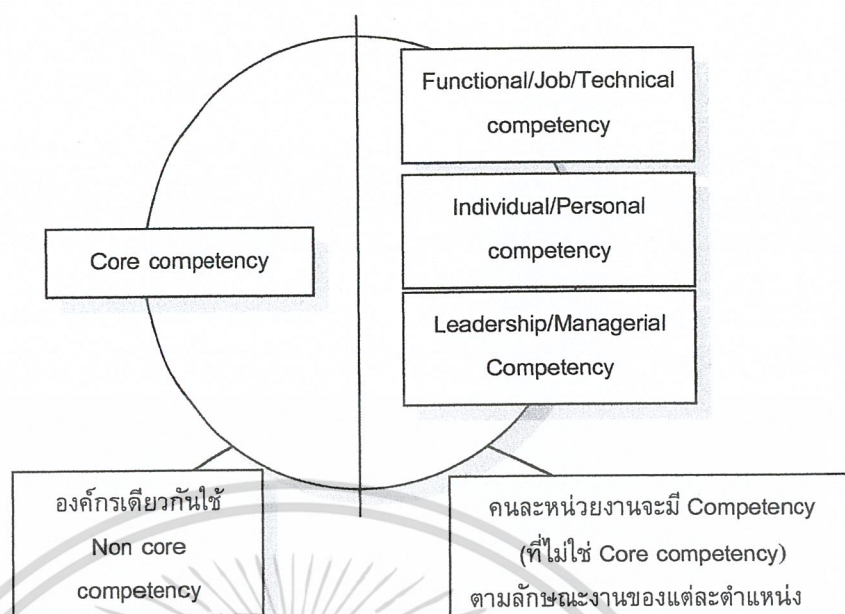 Functional/Job/Technical
competency
Individual/Personal
competency
Core competency
Leadership/Managerial
Competency
องค์กรเดียวกันใช้
Non core
competency
คนละหน่วยงานจะมี Competency
(ที่ไม่ใช่ Core competency)
ตามลักษณะงานของแต่ละตำแหน่ง